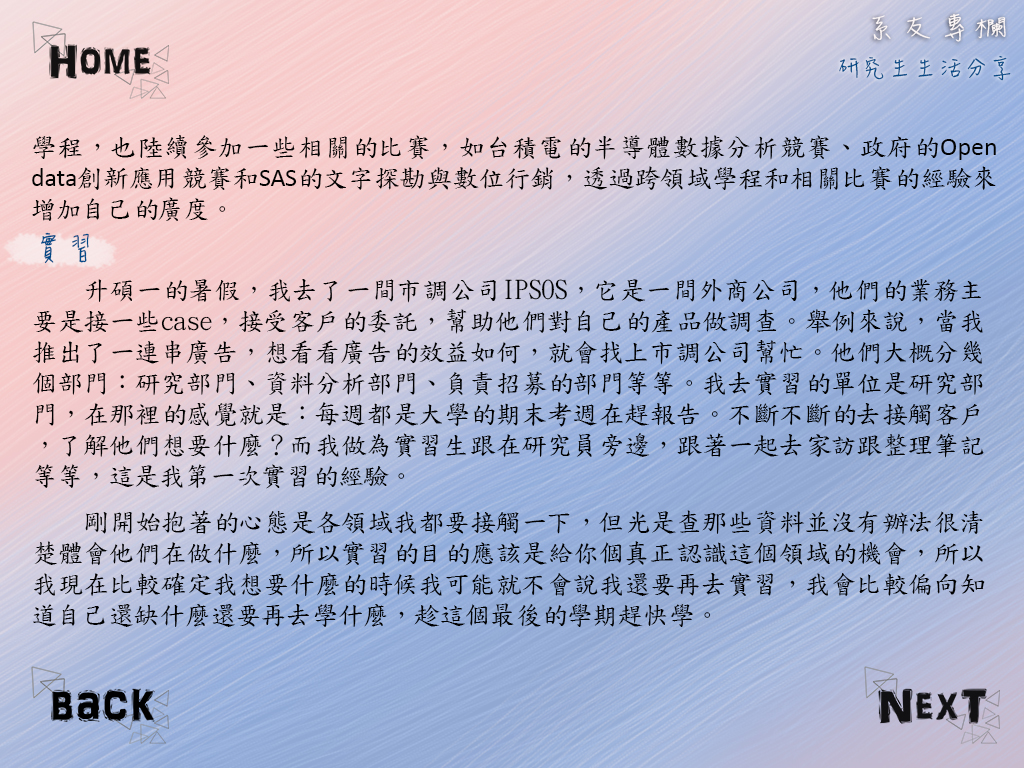 HOME
系友專欄
研究生生活分享
學程，也陸續參加一些相關的比賽，如台積電的半導體數據分析競賽、政府的Open
data創新應用競賽和SAS的文字探勘與數位行銷，透過跨領域學程和相關比賽的經驗來
增加自己的廣度。
實習
升碩一的暑假，我去了一間市調公司IPSOS，它是一間外商公司，他們的業務主
要是接一些case，接受客戶的委託，幫助他們對自己的產品做調查。舉例來說，當我
推出了一連串廣告，想看看廣告的效益如何，就會找上市調公司幫忙。他們大概分幾
個部門：研究部門、資料分析部門、負責招募的部門等等。我去實習的單位是研究部
門，在那裡的感覺就是：每週都是大學的期末考週在趕報告。不斷不斷的去接觸客戶
，了解他們想要什麼？而我做為實習生跟在研究員旁邊，跟著一起去家訪跟整理筆記
等等，這是我第一次實習的經驗。
剛開始抱著的心態是各領域我都要接觸一下，但光是查那些資料並沒有辦法很清
楚體會他們在做什麼，所以實習的目的應該是給你個真正認識這個領域的機會，所以
我現在比較確定我想要什麼的時候我可能就不會說我還要再去實習，我會比較偏向知
道自己還缺什麼還要再去學什麼，趁這個最後的學期趕快學。
BACK
NEXT